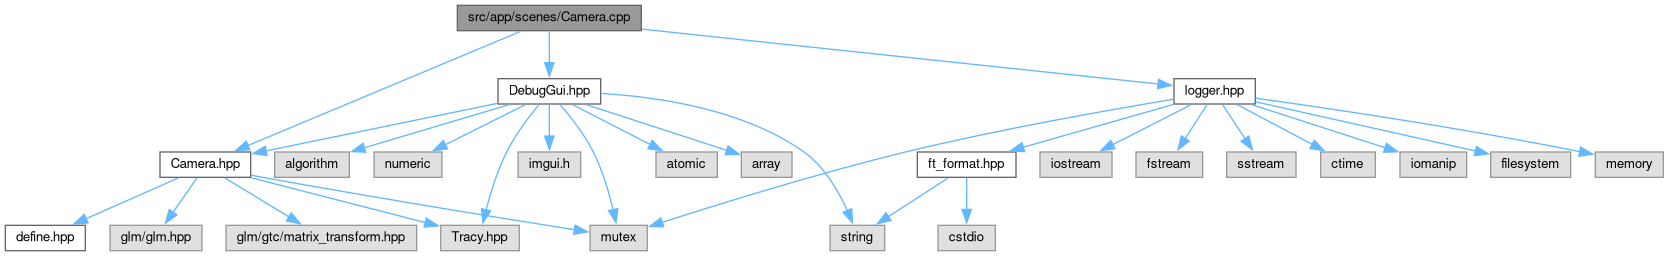 src/app/scenes/Camera.cpp
DebugGui.hpp
logger.hpp
Camera.hpp
algorithm
numeric
imgui.h
atomic
array
ft_format.hpp
iostream
fstream
sstream
ctime
iomanip
filesystem
memory
define.hpp
glm/glm.hpp
glm/gtc/matrix_transform.hpp
Tracy.hpp
mutex
string
cstdio